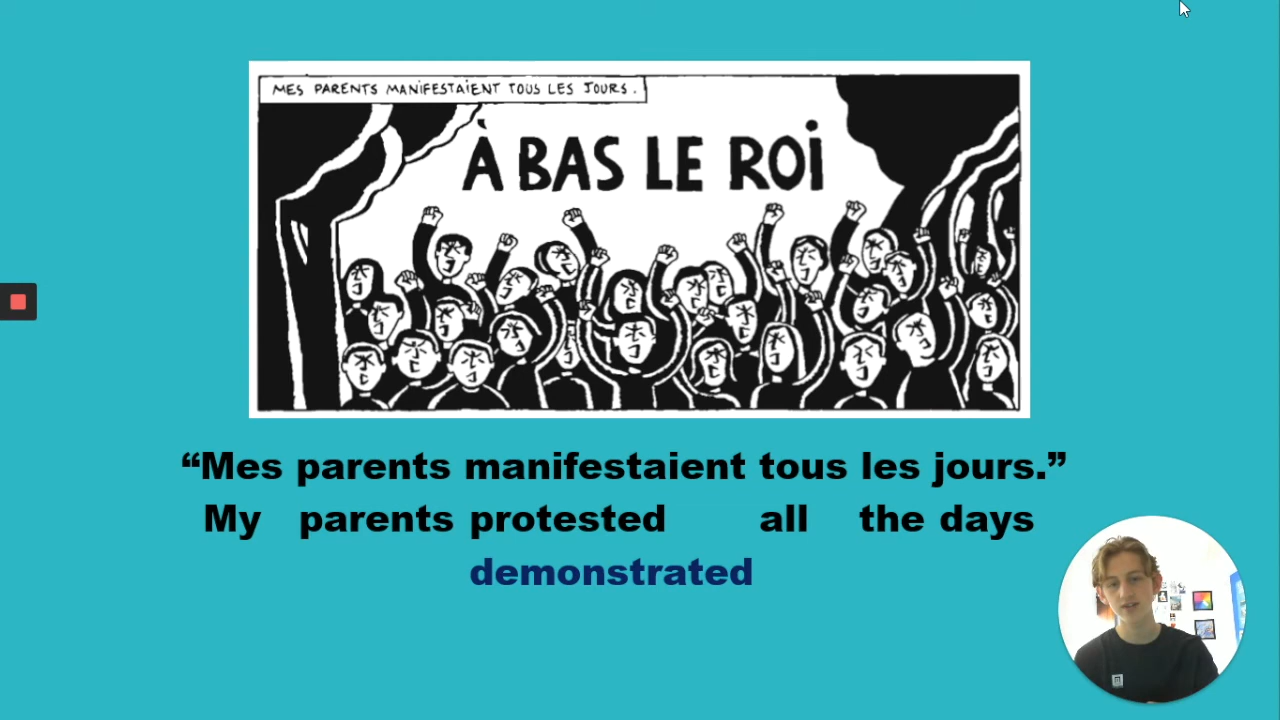 MES PARENTS MANIFESTAIENT TOUS LES JOURS.
À BAS LE ROI
“Mes parents manifestaient tous les jours.”
My parents protested all the days
demonstrated